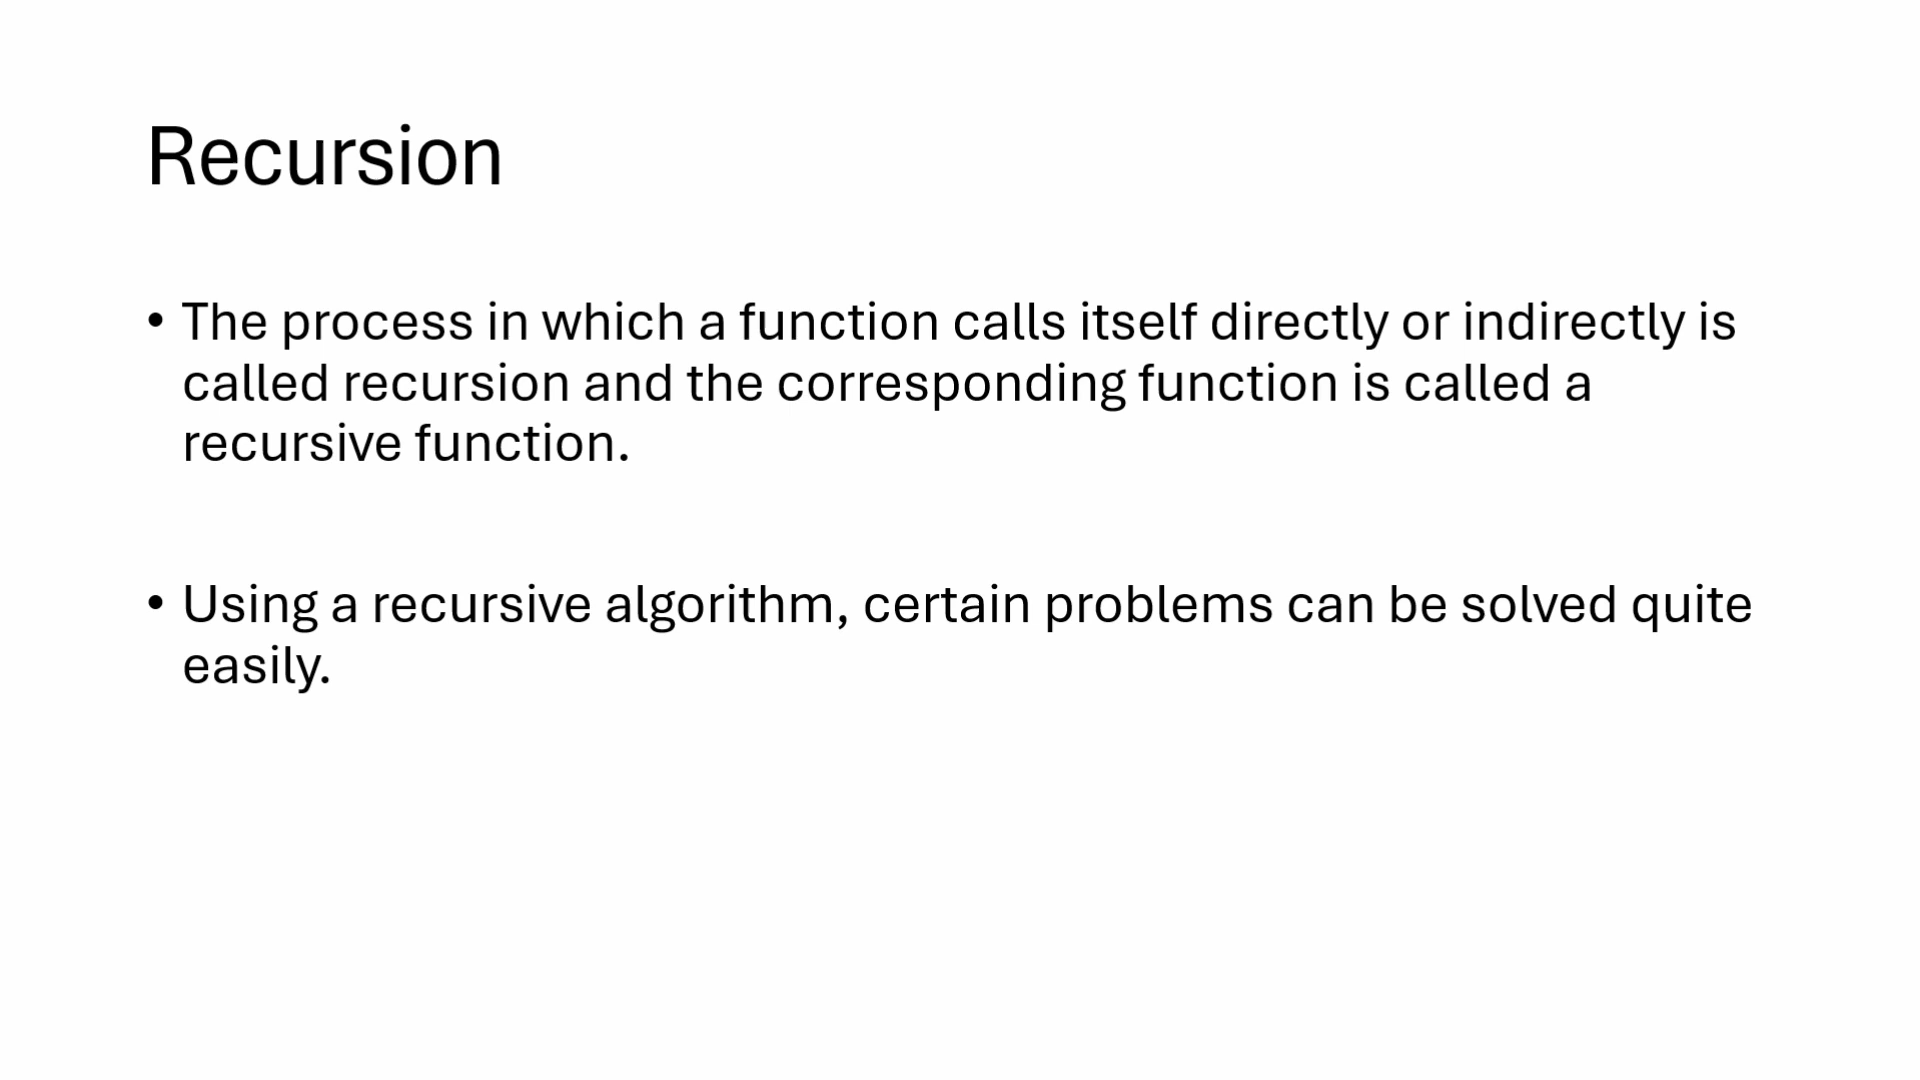 Recursion
• The process in which a function calls itself directly or indirectly is
called recursion and the corresponding function is called a
recursive function.
• Using a recursive algorithm, certain problems can be solved quite
easily.